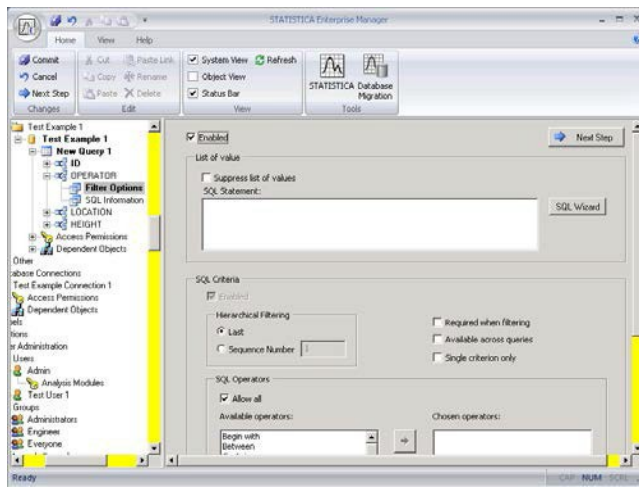 STATISTICA Enterprise Manager
Home View Help
Commit
Cancel
Next Step
Changes
Cut
Copy
Paste
Paste Link
Rename
Delete
Edit
System View
Object View
Status Bar
Refresh
View
STATISTICA
Database Migration
Tools
Test Example 1
Test Example 1
New Query 1
ID
OPERATOR
Filter Options
SQL Information
LOCATION
HEIGHT
Access Permissions
Dependent Objects
Other
abase Connections
Test Example Connection 1
Access Permissions
Dependent Objects
els
tions
er Administration
Users
Admin
Analysis Modules
Test User 1
Groups
Administrators
Engineer
Everyone
Enabled
Next Step
List of value
Suppress list of values
SQL Statement:
SQL Wizard
SQL Criteria
Enabled
Hierarchical Filtering
Last
Sequence Number 1
Required when filtering
Available across queries
Single criterion only
SQL Operators
Allow all
Available operators:
Chosen operators:
Begin with
Between
Ready
CAP NUM SCRL